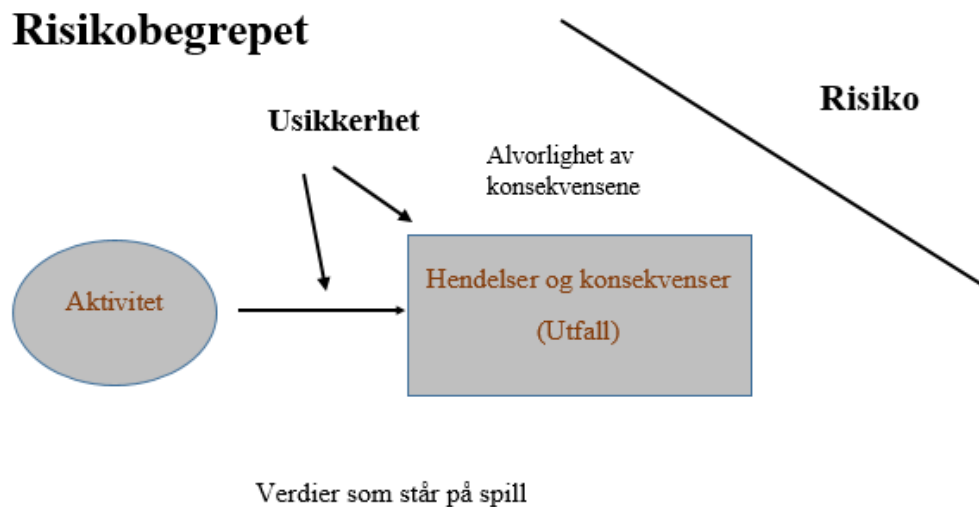 Risikobegrepet
Risiko
Usikkerhet
Alvorlighet av
konsekvensene
Aktivitet
Hendelser og konsekvenser
(Utfall)
Verdier som står på spill